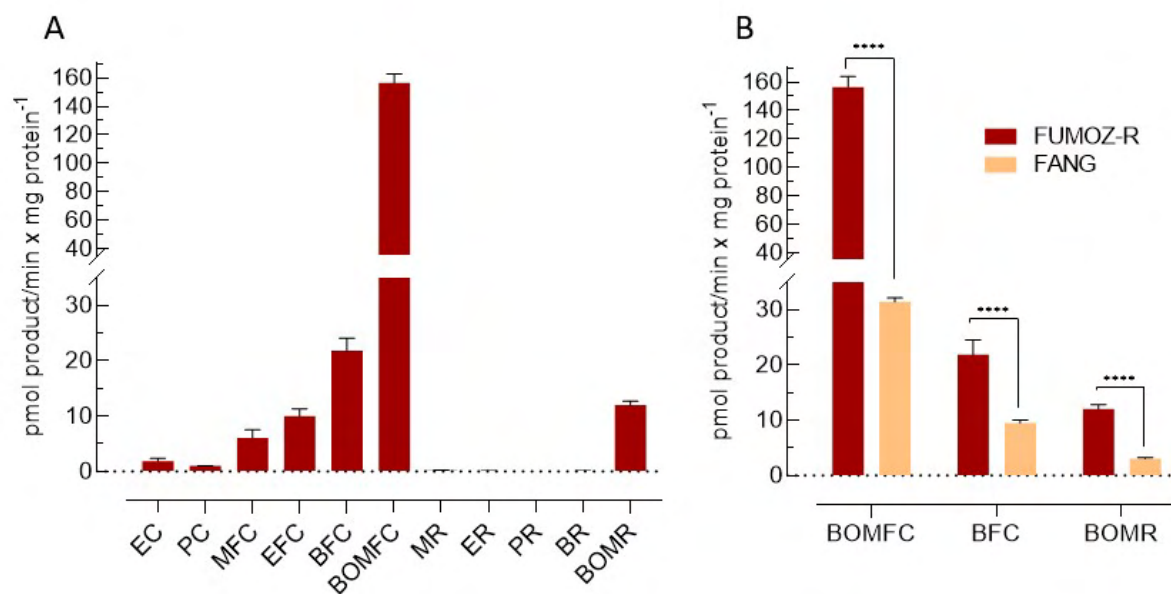 A
pmol product/min x mg protein⁻¹
160
140
120
100
80
60
40
30
20
10
0
EC
PC
MFC
EFC
BFC
BOMFC
MR
ER
PR
BR
BOMR
B
pmol product/min x mg protein⁻¹
160
140
120
100
80
60
40
30
20
10
0
****
****
****
FUMOZ-R
FANG
BOMFC
BFC
BOMR